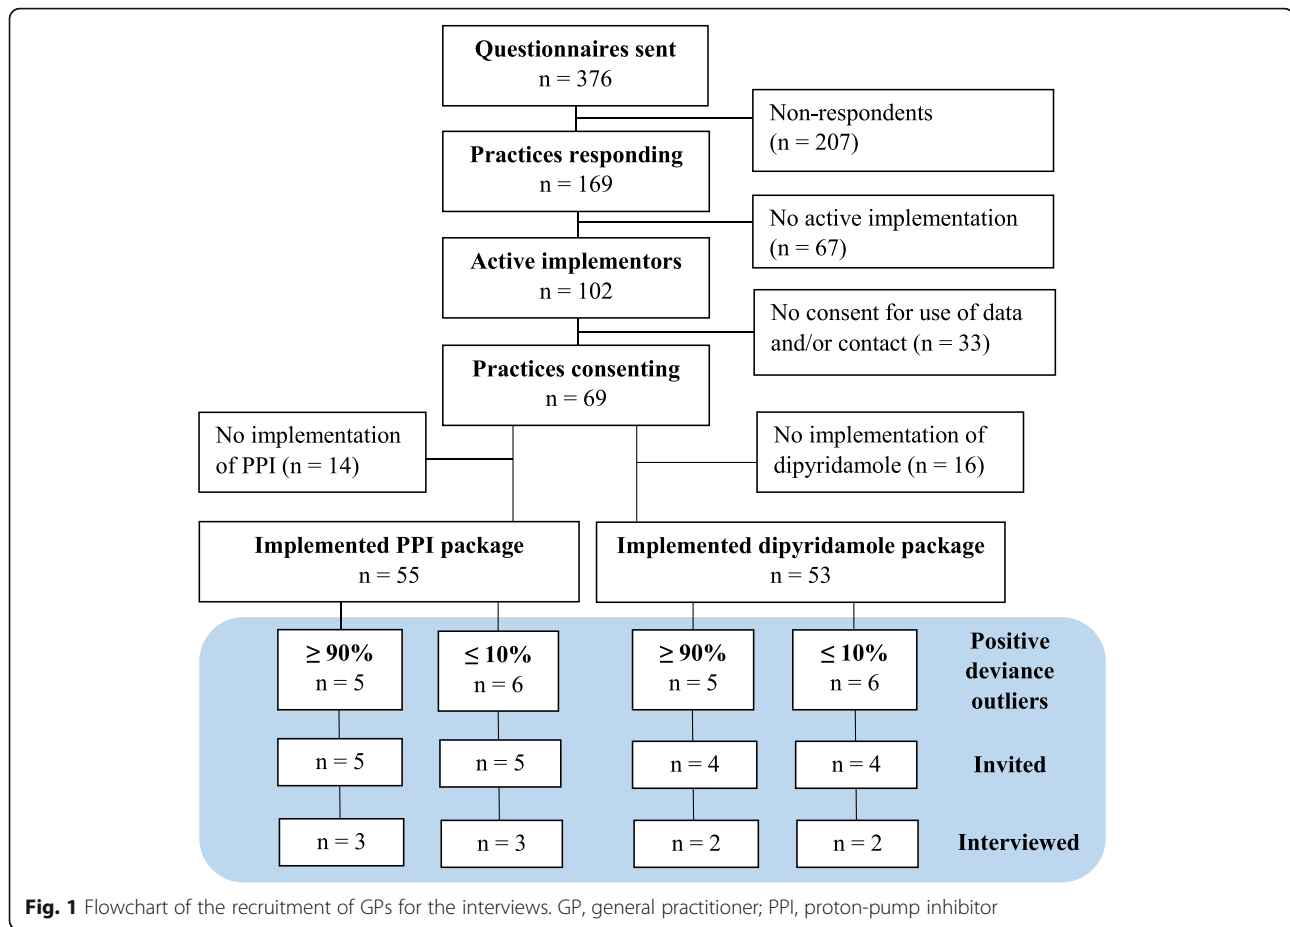 Questionnaires sent
n = 376
Non-respondents
(n = 207)
Practices responding
n = 169
No active implementation
(n = 67)
Active implementors
n = 102
No consent for use of data
and/or contact (n = 33)
Practices consenting
n = 69
No implementation
of PPI (n = 14)
No implementation of
dipyridamole (n = 16)
Implemented PPI package
n = 55
Implemented dipyridamole package
n = 53
≥ 90%
n = 5
≤ 10%
n = 6
≥ 90%
n = 5
≤ 10%
n = 6
Positive
deviance
outliers
n = 5
n = 5
n = 4
n = 4
Invited
n = 3
n = 3
n = 2
n = 2
Interviewed
Fig. 1 Flowchart of the recruitment of GPs for the interviews. GP, general practitioner; PPI, proton-pump inhibitor